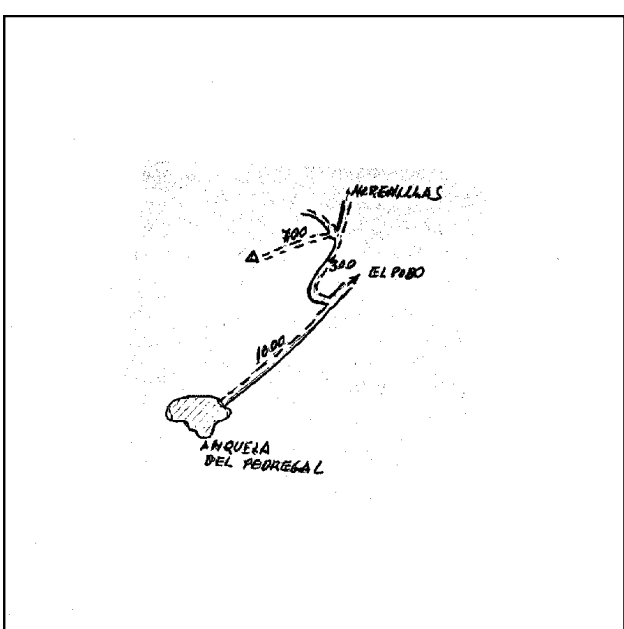 MORENILLAS
700
300
EL POBO
1000
ANQUELA
DEL PEDREGAL